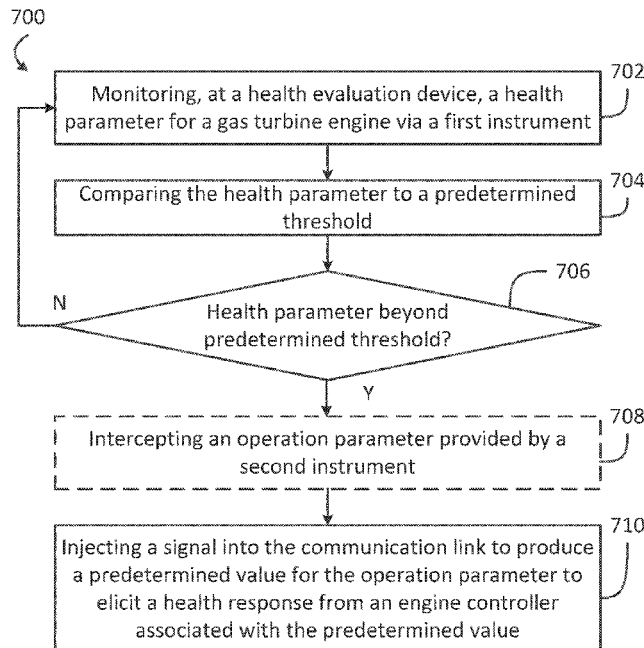 700
702
Monitoring, at a health evaluation device, a health
parameter for a gas turbine engine via a first instrument
704
Comparing the health parameter to a predetermined
threshold
706
N
Health parameter beyond
predetermined threshold?
Y
708
Intercepting an operation parameter provided by a
second instrument
710
Injecting a signal into the communication link to produce
a predetermined value for the operation parameter to
elicit a health response from an engine controller
associated with the predetermined value